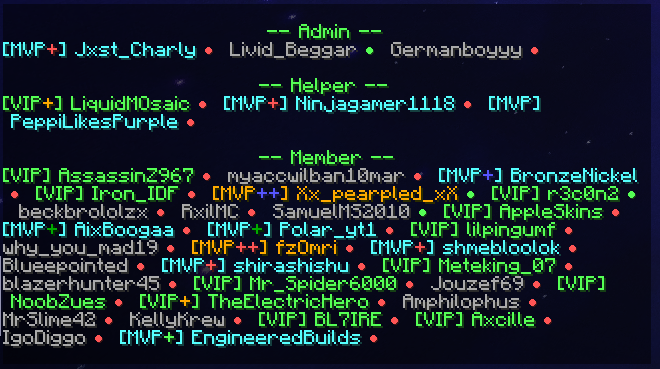 -- Admin --
[MVP+] Jxst_Charly ● Livid_Beggar ● Germanboyyy ●
-- Helper --
[VIP+] LiquidMOsaic ● [MVP+] Ninjagamer1118 ● [MVP]
PeppiLikesPurple ●
-- Member --
[VIP] AssassinZ967 ● myaccwilban10mar ● [MVP+] BronzeNickel
● [VIP] Iron_IDF ● [MVP++] Xx_pearpled_xX ● [VIP] r3c0n2 ●
beckbrololzx ● RxilMC ● SamuelMS2010 ● [VIP] AppleSkins ●
[MVP+] AixBoogaa ● [MVP+] Polar_yt1 ● [VIP] lilpingumf ●
why_you_mad19 ● [MVP++] fzOmri ● [MVP+] shmebloolok ●
Blueepointed ● [MVP+] shirashishu ● [VIP] Meteking_07 ●
blazerhunter45 ● [VIP] Mr_Spider6000 ● Jouzef69 ● [VIP]
NoobZues ● [VIP+] TheElectricHero ● Amphilophus ●
MrSlime42 ● KellyKrew ● [VIP] BL7IRE ● [VIP] Axcille ●
IgoDiggo ● [MVP+] EngineeredBuilds ●